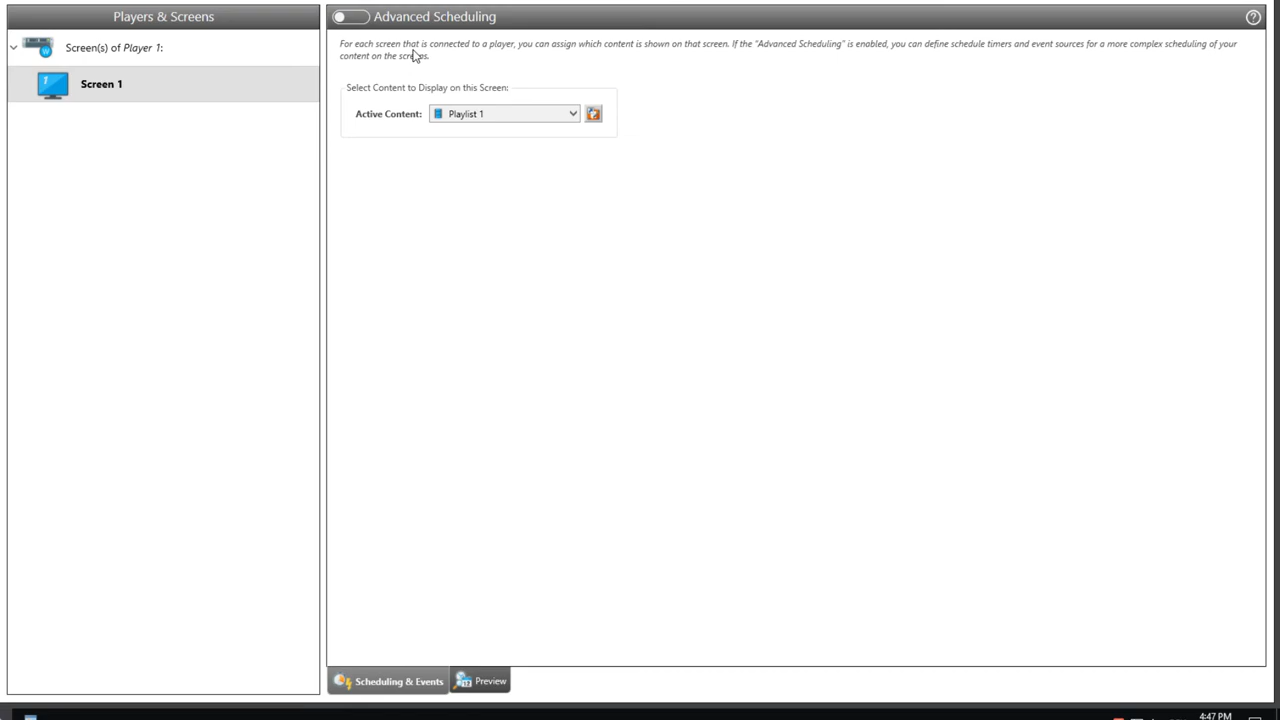 Players & Screens
Screen(s) of Player 1:
1
Screen 1
Advanced Scheduling
For each screen that is connected to a player, you can assign which content is shown on that screen. If the "Advanced Scheduling" is enabled, you can define schedule timers and event sources for a more complex scheduling of your
content on the screens.
Select Content to Display on this Screen:
Active Content: Playlist 1
Scheduling & Events
Preview
4:47 PM